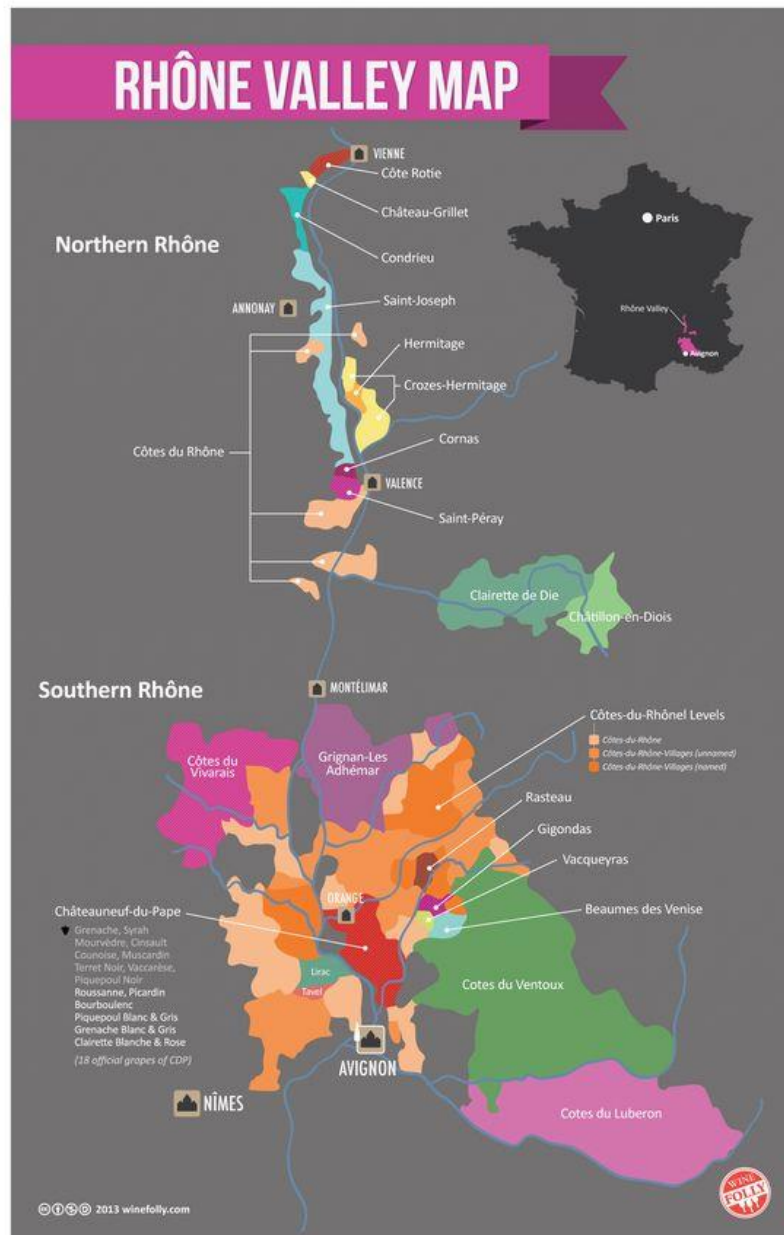 RHÔNE VALLEY MAP
VIENNE
Côte Rotie
Château-Grillet
Paris
Northern Rhône
Condrieu
ANNONAY
Saint-Joseph
Rhône Valley
Hermitage
Avignon
Crozes-Hermitage
Cornas
Côtes du Rhône
VALENCE
Saint-Péray
Clairette de Die
Châtillon-en-Diois
Southern Rhône
MONTÉLIMAR
Côtes-du-Rhônel Levels
Côtes-du-Rhône
Côtes-du-Rhône-Villages (unnamed)
Côtes-du-Rhône-Villages (named)
Côtes du
Vivarais
Grignan-Les
Adhémar
Rasteau
Gigondas
Vacqueyras
ORANGE
Beaumes des Venise
Châteauneuf-du-Pape
Grenache, Syrah
Mourvèdre, Cinsault
Counoise, Muscardin
Terret Noir, Vaccarèse,
Piquepoul Noir
Roussanne, Picardin
Bourboulenc
Piquepoul Blanc & Gris
Grenache Blanc & Gris
Clairette Blanche & Rose
(18 official grapes of CDP)
Lirac
Tavel
Cotes du Ventoux
AVIGNON
NÎMES
Cotes du Luberon
WINE
FOLLY
2013 winefolly.com